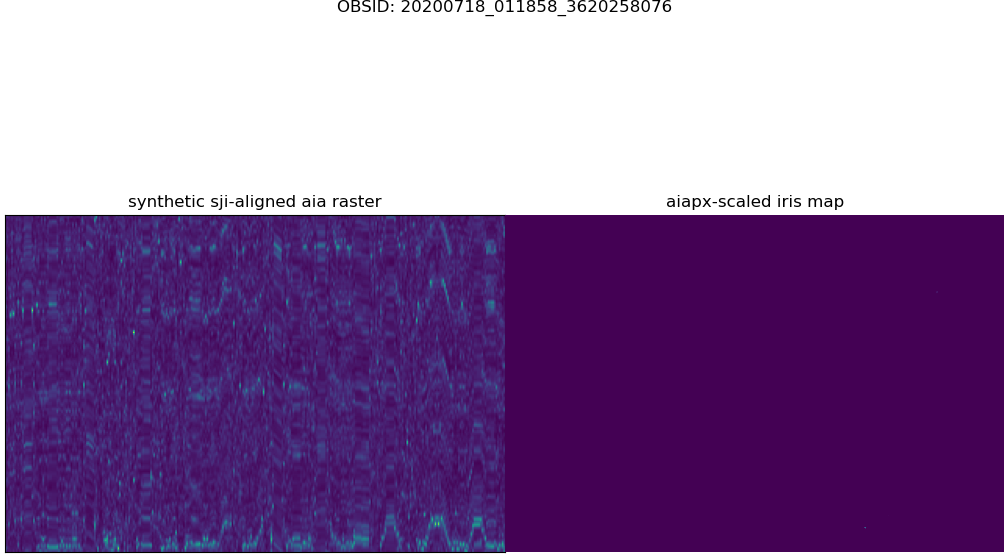 OBSID: 20200718_011858_3620258076
synthetic sji-aligned aia raster
aiapx-scaled iris map